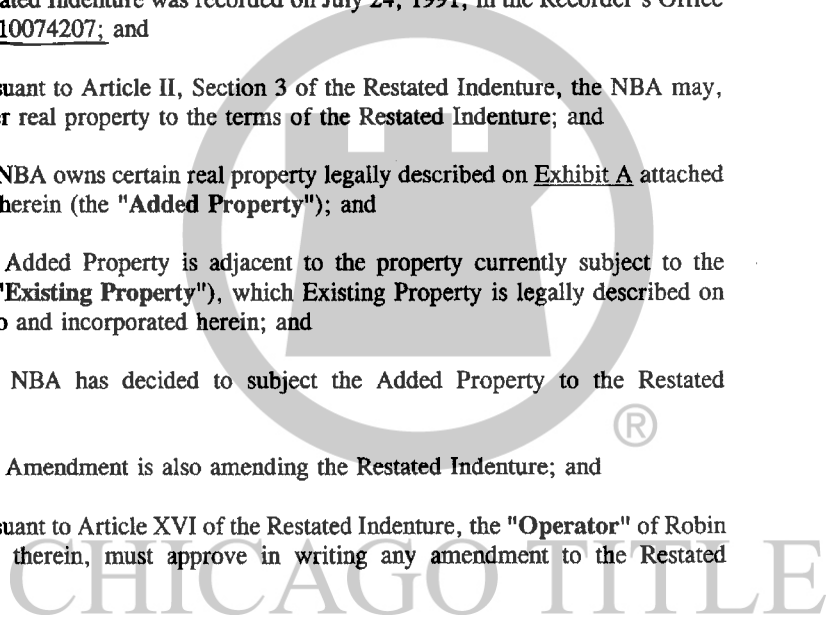 ated Indenture was recorded on July 24, 1991, in the Recorder's Office
10074207; and
suant to Article II, Section 3 of the Restated Indenture, the NBA may,
r real property to the terms of the Restated Indenture; and
NBA owns certain real property legally described on Exhibit A attached
herein (the "Added Property"); and
Added Property is adjacent to the property currently subject to the
"Existing Property"), which Existing Property is legally described on
o and incorporated herein; and
NBA has decided to subject the Added Property to the Restated
®
Amendment is also amending the Restated Indenture; and
suant to Article XVI of the Restated Indenture, the "Operator" of Robin
therein, must approve in writing any amendment to the Restated
CHICAGO TITLE